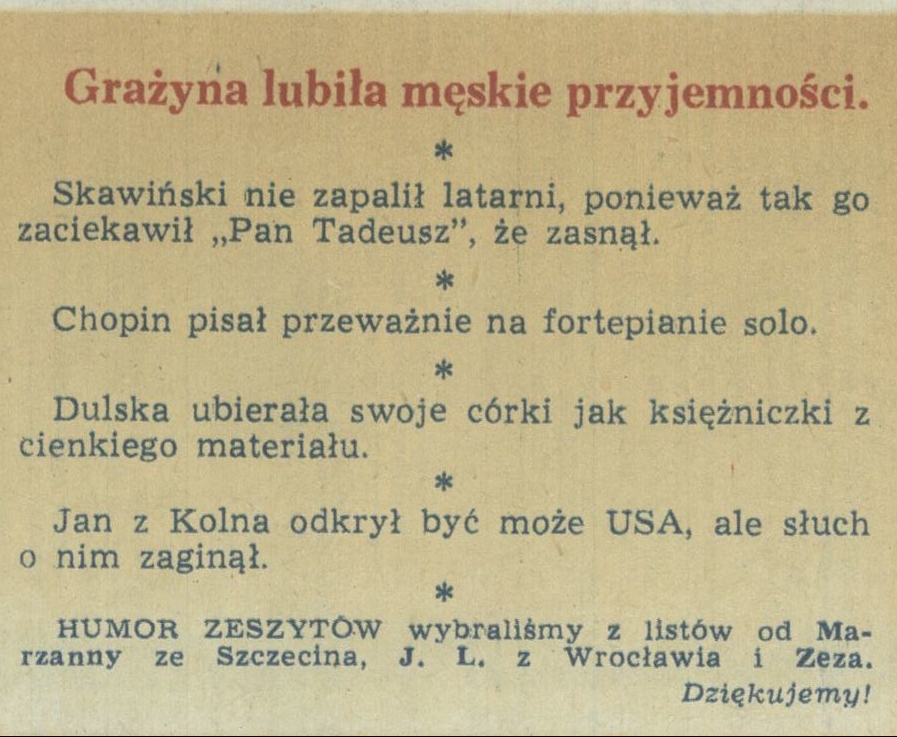 Grażyna lubiła męskie przyjemności.
*
Skawiński nie zapalił latarni, ponieważ tak go
zaciekawił „Pan Tadeusz”, że zasnął.
*
Chopin pisał przeważnie na fortepianie solo.
*
Dulska ubierała swoje córki jak księżniczki z
cienkiego materiału.
*
Jan z Kolna odkrył być może USA, ale słuch
o nim zaginął.
*
HUMOR ZESZYTÓW wybraliśmy z listów od Ma-
rzanny ze Szczecina, J. L. z Wrocławia i Zeza.
Dziękujemy!